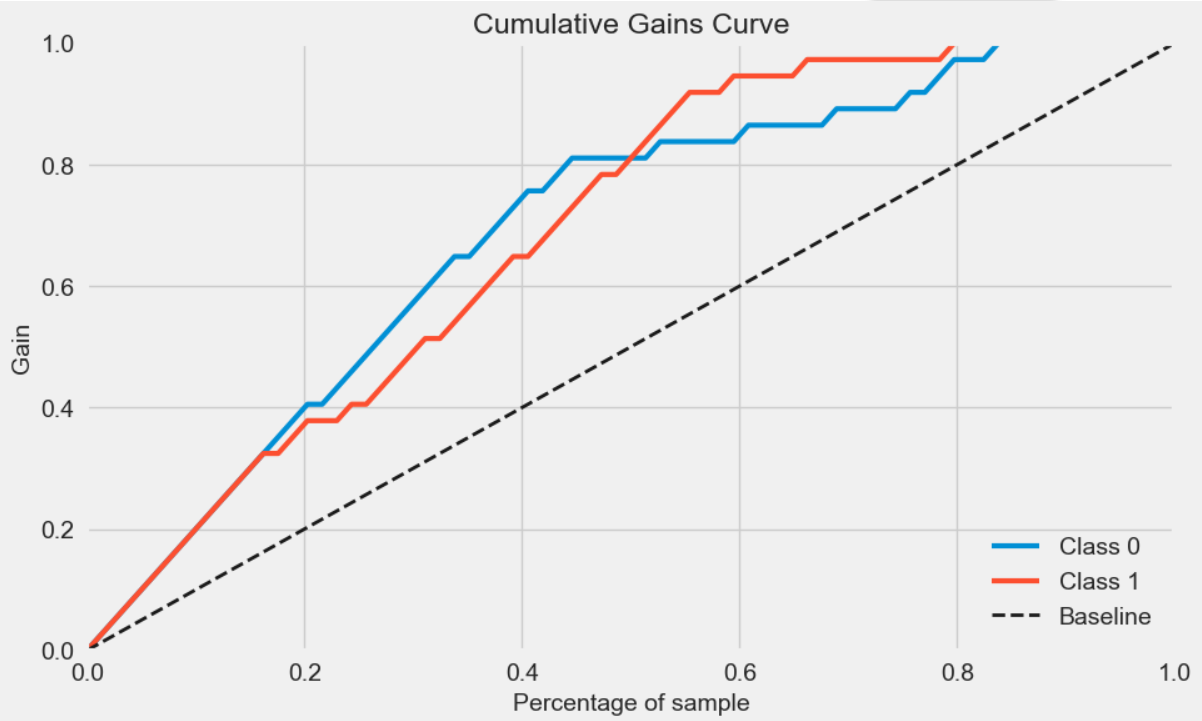 Cumulative Gains Curve
1.0
0.8
0.6
0.4
0.2
0.0
Gain
0.0 0.2 0.4 0.6 0.8 1.0
Percentage of sample
Class 0
Class 1
Baseline